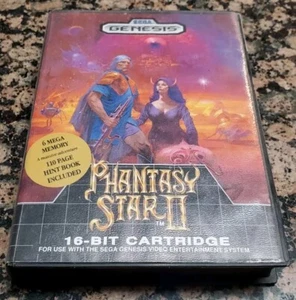 SEGA
GENESIS
6 MEGA
MEMORY
110 PAGE
HINT BOOK
INCLUDED
PHANTASY
STAR II
16-BIT CARTRIDGE
FOR USE WITH THE SEGA GENESIS VIDEO ENTERTAINMENT SYSTEM